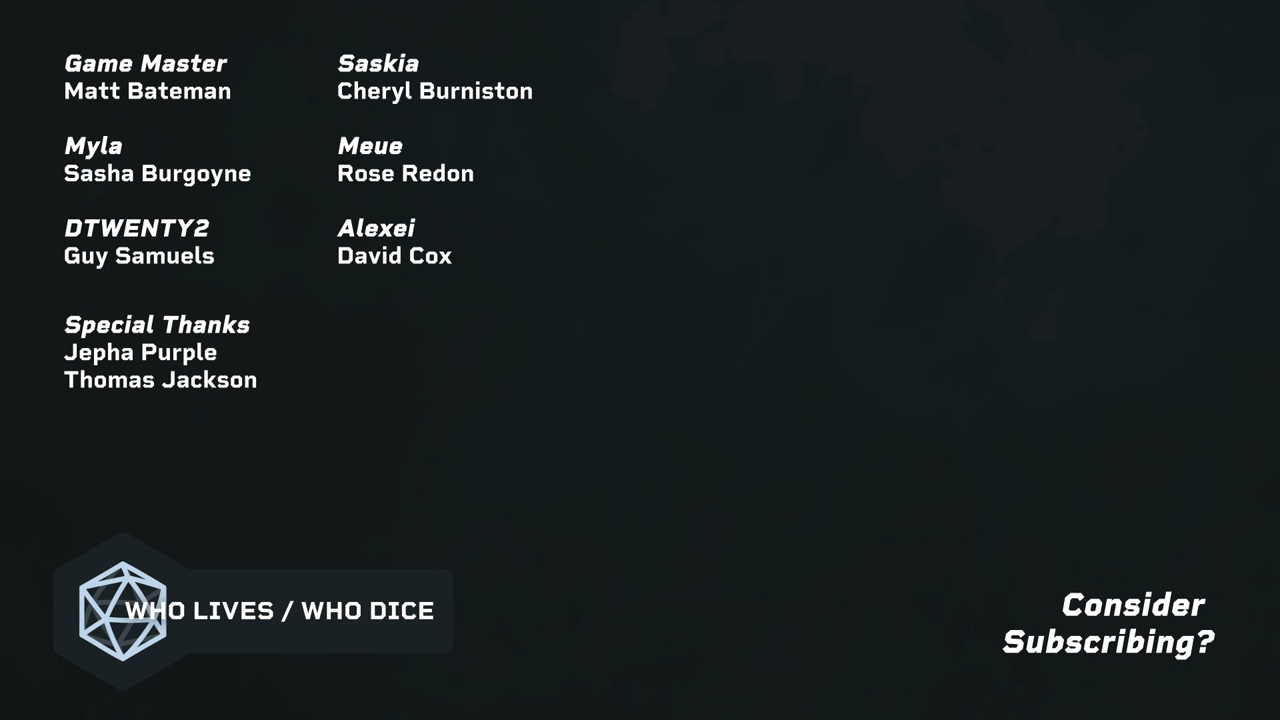 Game Master
Matt Bateman
Myla
Sasha Burgoyne
DTWENTY2
Guy Samuels
Special Thanks
Jepha Purple
Thomas Jackson
Saskia
Cheryl Burniston
Meue
Rose Redon
Alexei
David Cox
WHO LIVES / WHO DICE
Consider
Subscribing?